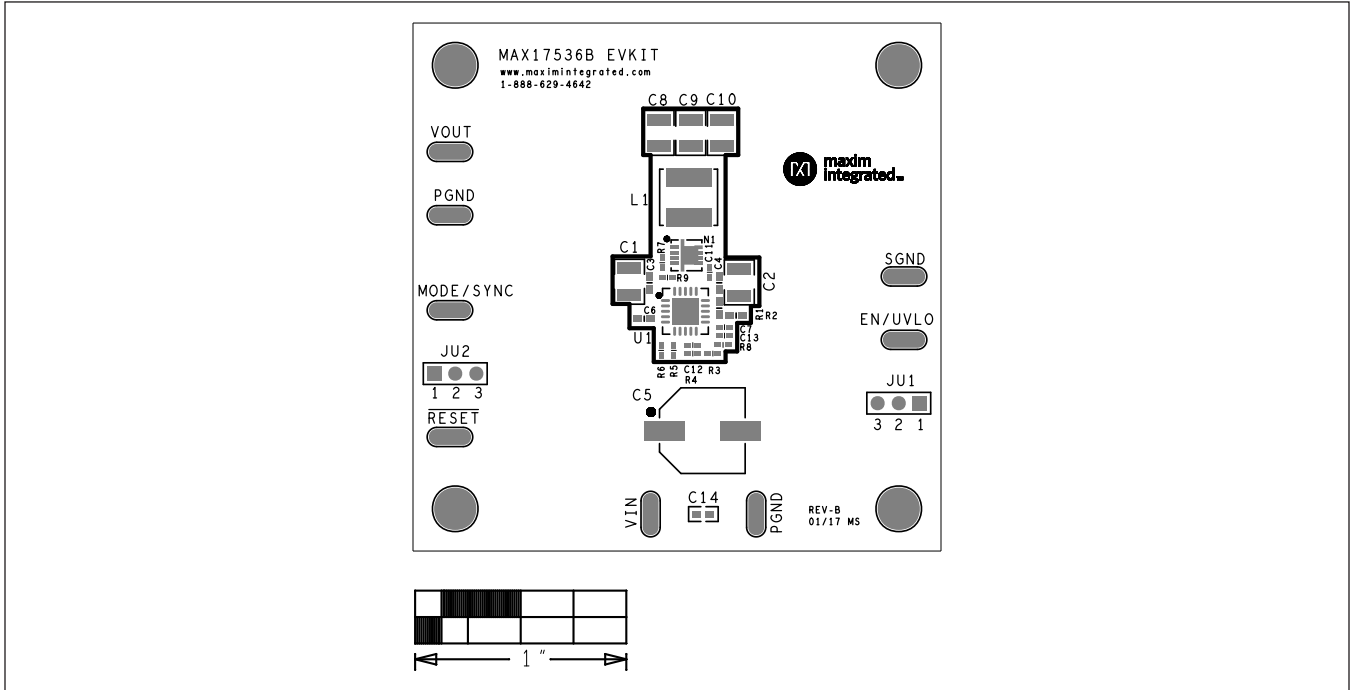 MAX17536B EVKIT
www.maximintegrated.com
1-888-629-4642
C8 C9 C10
VOUT
maxim
integrated™
PGND
L1
N1
C1
R7
C11
C3
C4
R9
C2
SGND
MODE/SYNC
C6
R1
R2
EN/UVLO
U1
C7
C13
R8
JU2
1 2 3
R6
R5
C12
R3
R4
JU1
3 2 1
C5
RESET
VIN
C14
PGND
REV-B
01/17 MS
1"